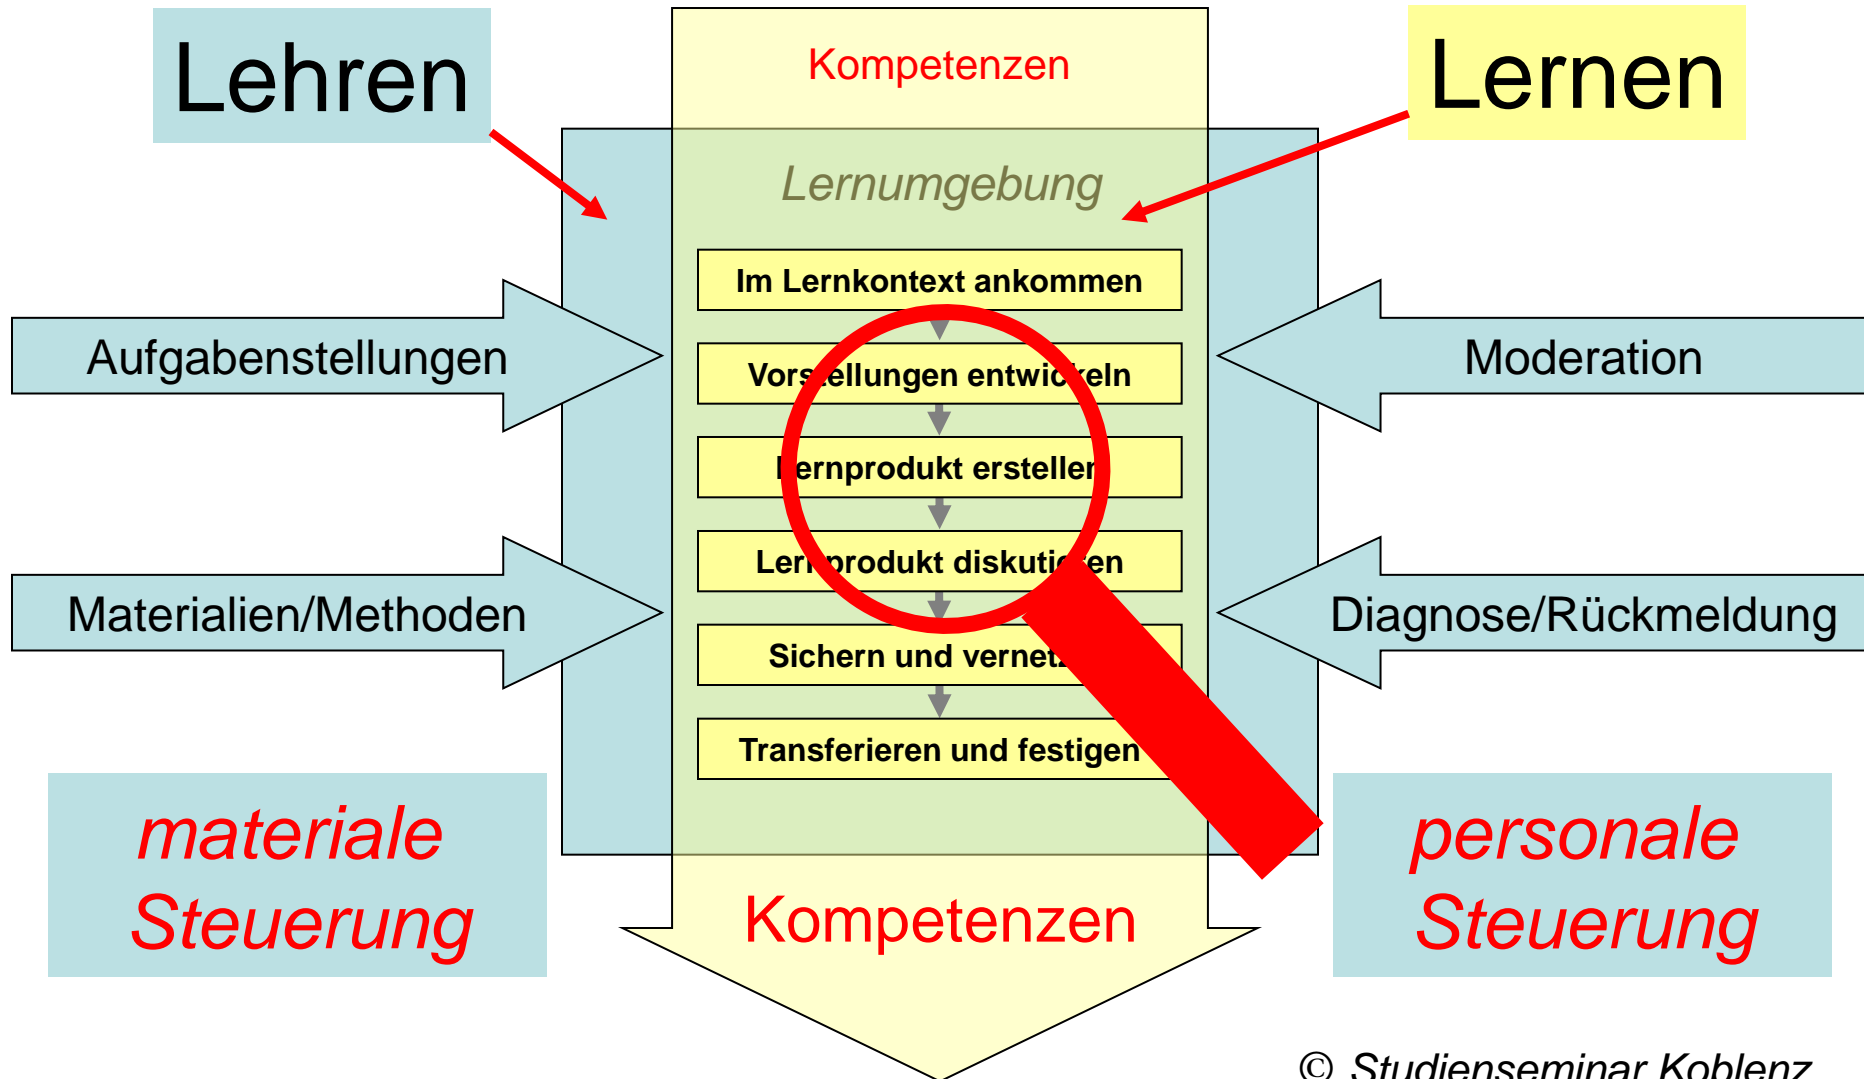 Lehren
Kompetenzen
Lernen
Lernumgebung
Im Lernkontext ankommen
Aufgabenstellungen
Vorstellungen entwickeln
Moderation
Lernprodukt erstellen
Lernprodukt diskutieren
Materialien/Methoden
Diagnose/Rückmeldung
Sichern und vernetzen
Transferieren und festigen
materiale
Steuerung
personale
Steuerung
Kompetenzen
© Studienseminar Koblenz